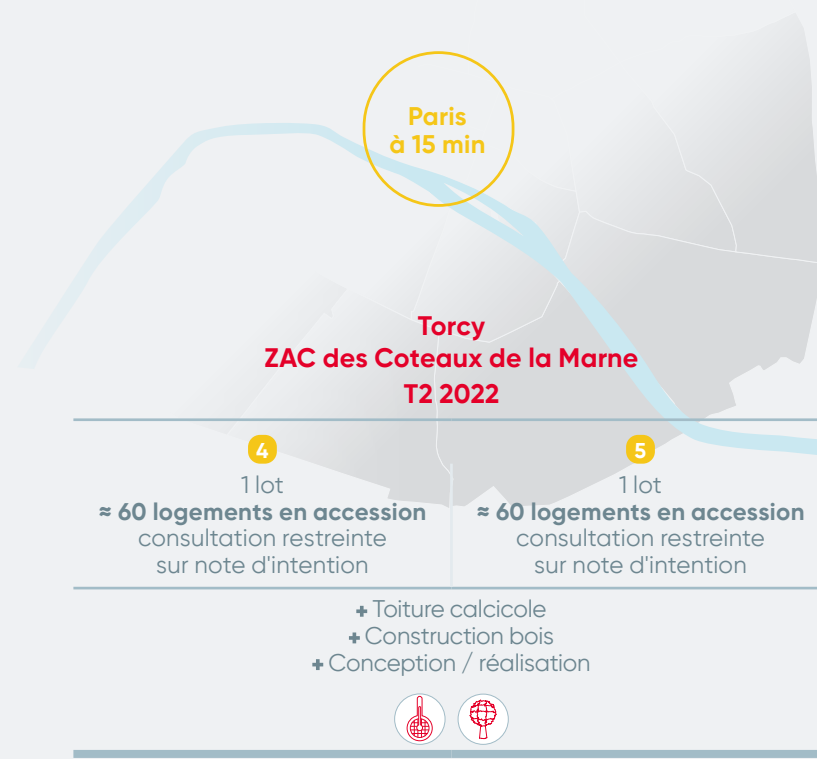 Paris
à 15 min
Torcy
ZAC des Coteaux de la Marne
T2 2022
4
1 lot
≈ 60 logements en accession
consultation restreinte
sur note d'intention
5
1 lot
≈ 60 logements en accession
consultation restreinte
sur note d'intention
+ Toiture calcicole
+ Construction bois
+ Conception / réalisation